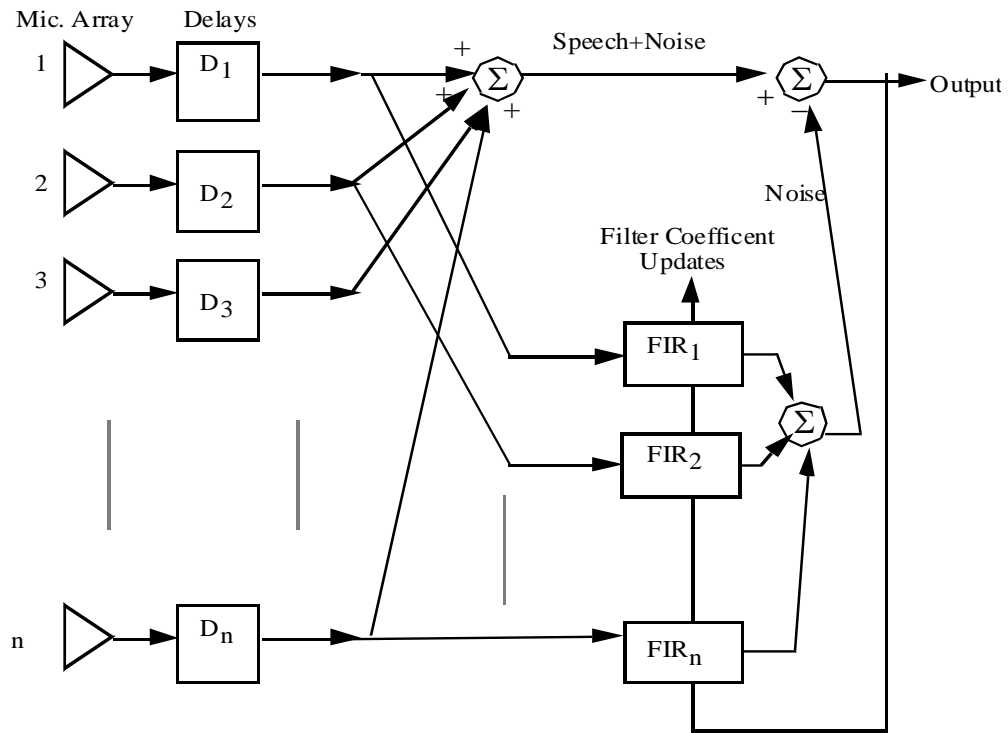 Mic. Array Delays
1 D1 + Σ Speech+Noise Σ Output
+ + + −
2 D2 Noise
Filter Coefficent
Updates
3 D3
FIR1
Σ
FIR2
n Dn FIRn